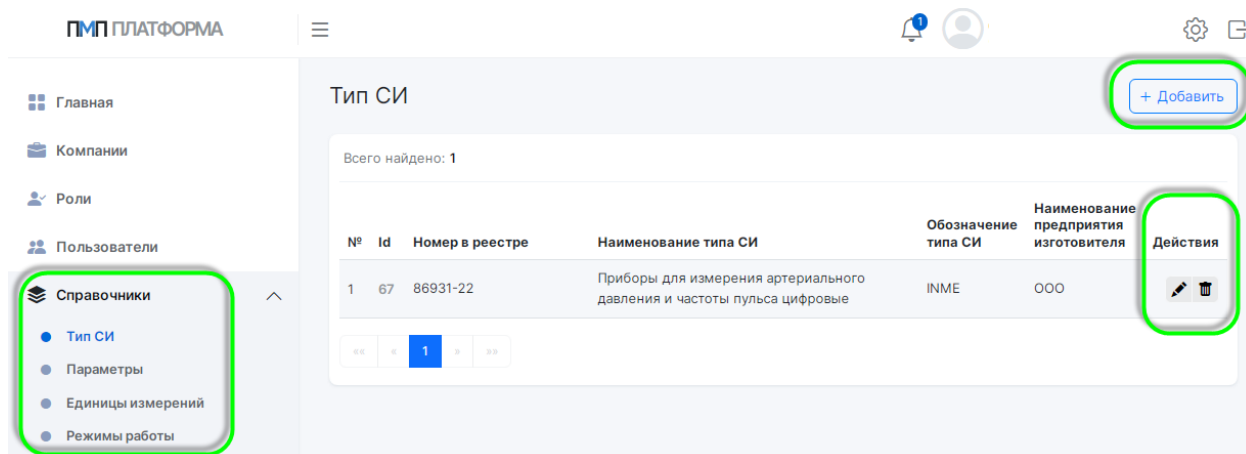 ПМП ПЛАТФОРМА
1
Главная
Компании
Роли
Пользователи
Справочники
Тип СИ
Параметры
Единицы измерений
Режимы работы
Тип СИ
+ Добавить
Всего найдено: 1
№ Id Номер в реестре Наименование типа СИ Обозначение типа СИ Наименование предприятия изготовителя Действия
1 67 86931-22 Приборы для измерения артериального давления и частоты пульса цифровые INME ООО
«« « 1 » »»